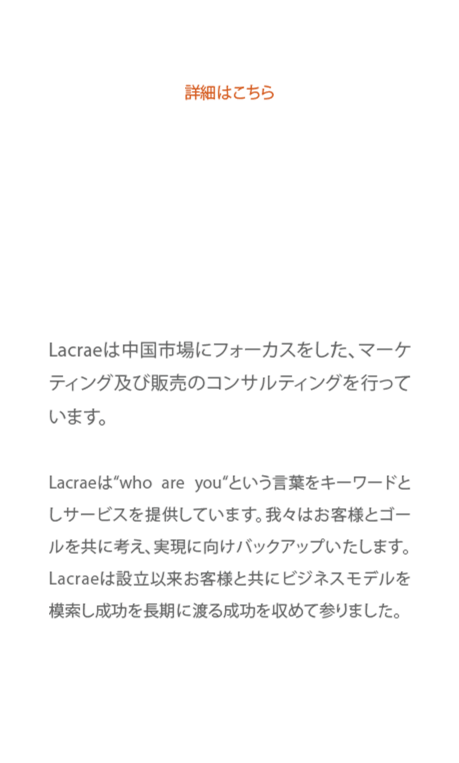 詳細はこちら
Lacraeは中国市場にフォーカスをした、マーケ
ティング及び販売のコンサルティングを行って
います。
Lacraeは“who are you“という言葉をキーワードと
しサービスを提供しています。我々はお客様とゴー
ルを共に考え、実現に向けバックアップいたします。
Lacraeは設立以来お客様と共にビジネスモデルを
模索し成功を長期に渡る成功を収めて参りました。